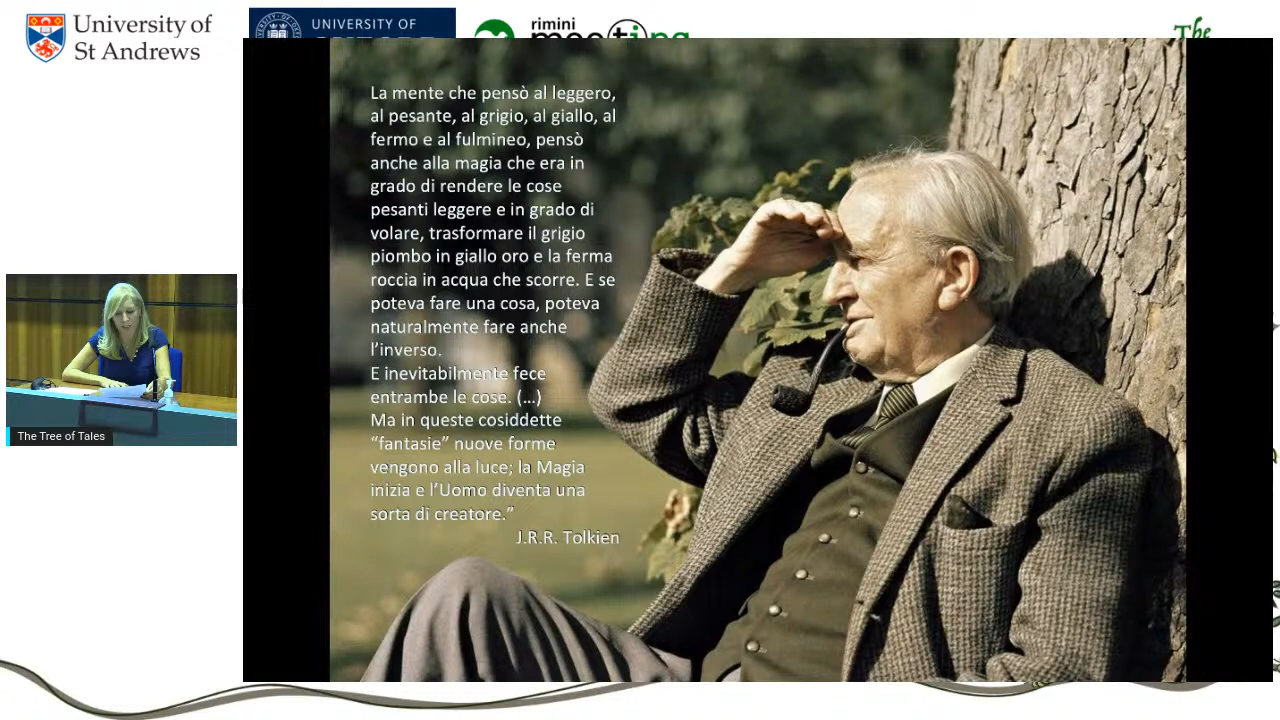 University of
St Andrews
UNIVERSITY OF
rimini
meeting
The
La mente che pensò al leggero,
al pesante, al grigio, al giallo, al
fermo e al fulmineo, pensò
anche alla magia che era in
grado di rendere le cose
pesanti leggere e in grado di
volare, trasformare il grigio
piombo in giallo oro e la ferma
roccia in acqua che scorre. E se
poteva fare una cosa, poteva
naturalmente fare anche
l’inverso.
E inevitabilmente fece
entrambe le cose. (...)
Ma in queste cosiddette
“fantasie” nuove forme
vengono alla luce; la Magia
inizia e l’Uomo diventa una
sorta di creatore.”
J.R.R. Tolkien
The Tree of Tales